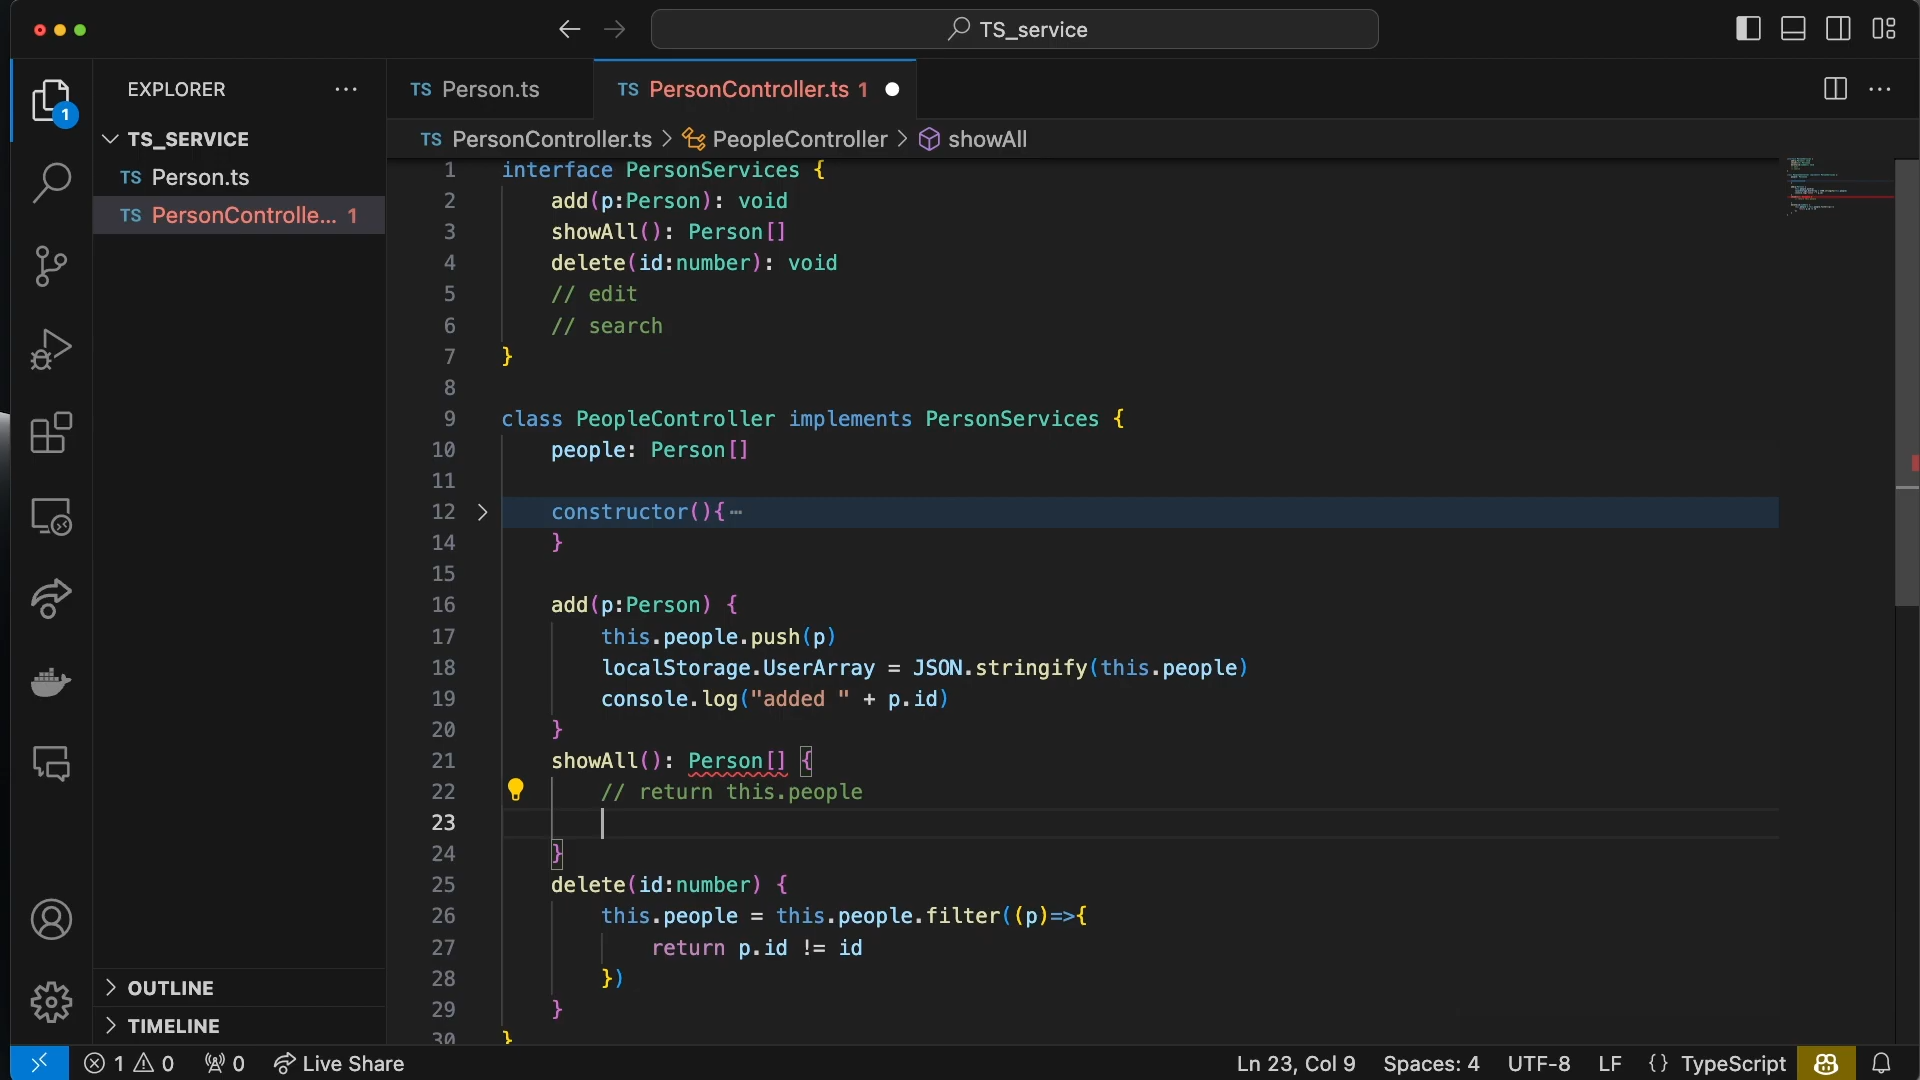 TS_service
EXPLORER
TS Person.ts
TS PersonController.ts 1
1
TS_SERVICE
TS PersonController.ts
PeopleController
showAll
TS Person.ts
TS PersonControlle... 1
1 interface PersonServices {
2 add(p:Person): void
3 showAll(): Person[]
4 delete(id:number): void
5 // edit
6 // search
7 }
8
9 class PeopleController implements PersonServices {
10 people: Person[]
11
12 constructor(){⋯
14 }
15
16 add(p:Person) {
17 this.people.push(p)
18 localStorage.UserArray = JSON.stringify(this.people)
19 console.log("added " + p.id)
20 }
21 showAll(): Person[] {
22 // return this.people
23
24 }
25 delete(id:number) {
26 this.people = this.people.filter((p)=>{
27 return p.id != id
28 })
29 }
30 }
OUTLINE
TIMELINE
1 0 0 Live Share Ln 23, Col 9 Spaces: 4 UTF-8 LF {} TypeScript